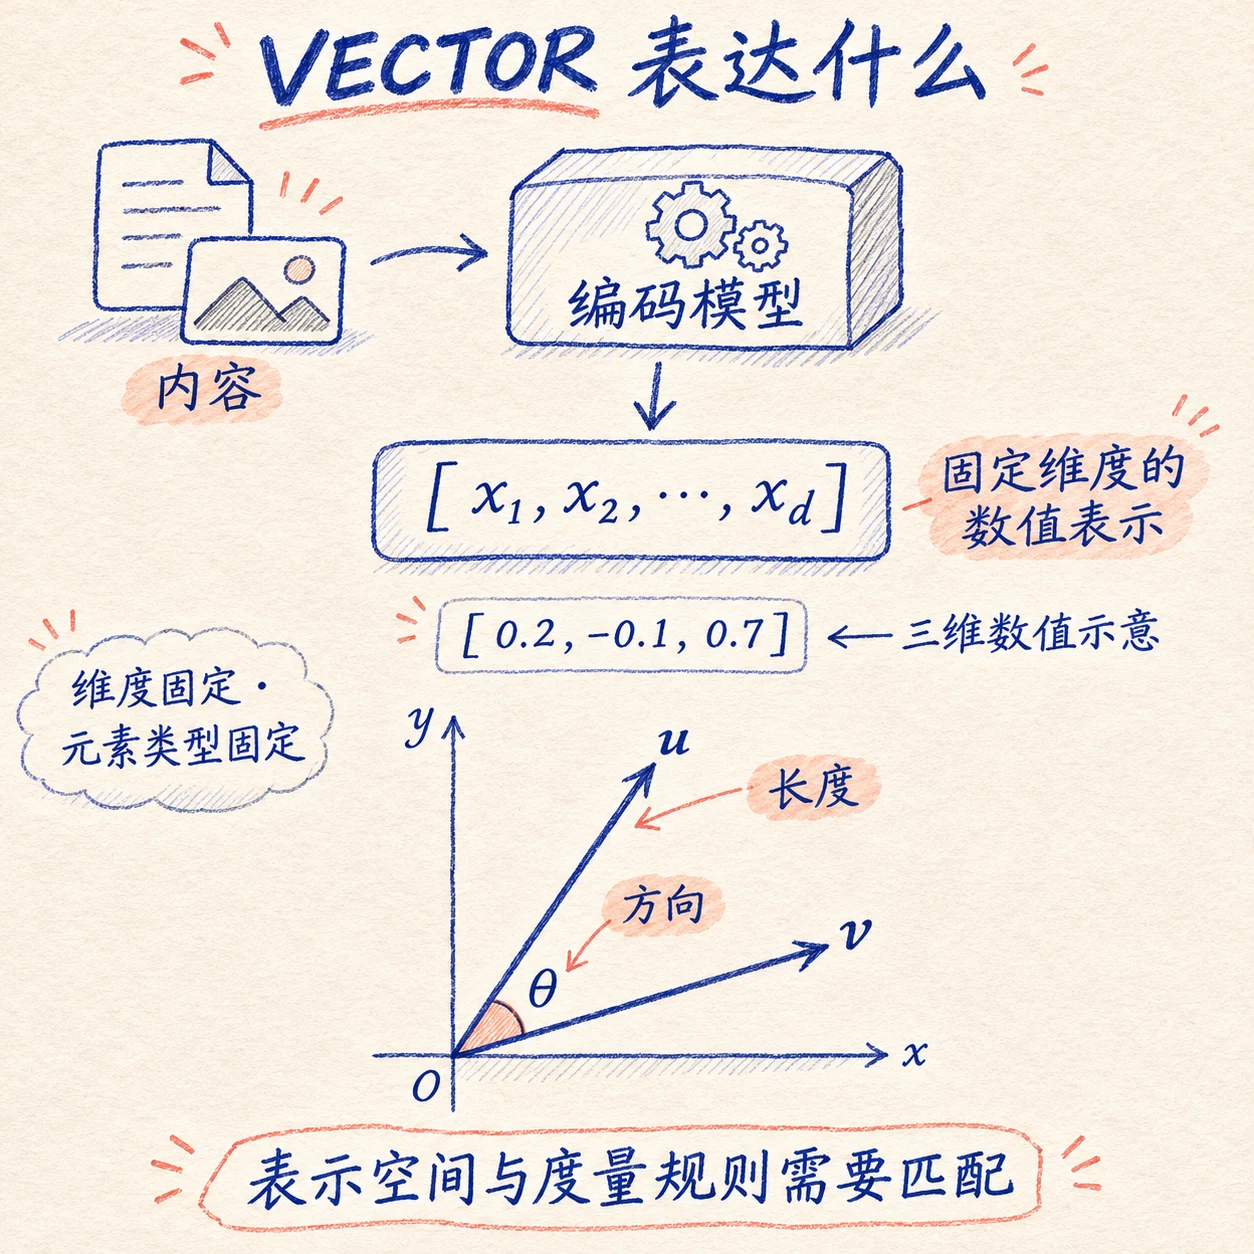 VECTOR 表达什么
编码模型
内容
[ x₁, x₂, ⋯, x_d ]
固定维度的
数值表示
[ 0.2, −0.1, 0.7 ]
三维数值示意
维度固定·
元素类型固定
y
u
长度
方向
v
θ
x
O
表示空间与度量规则需要匹配